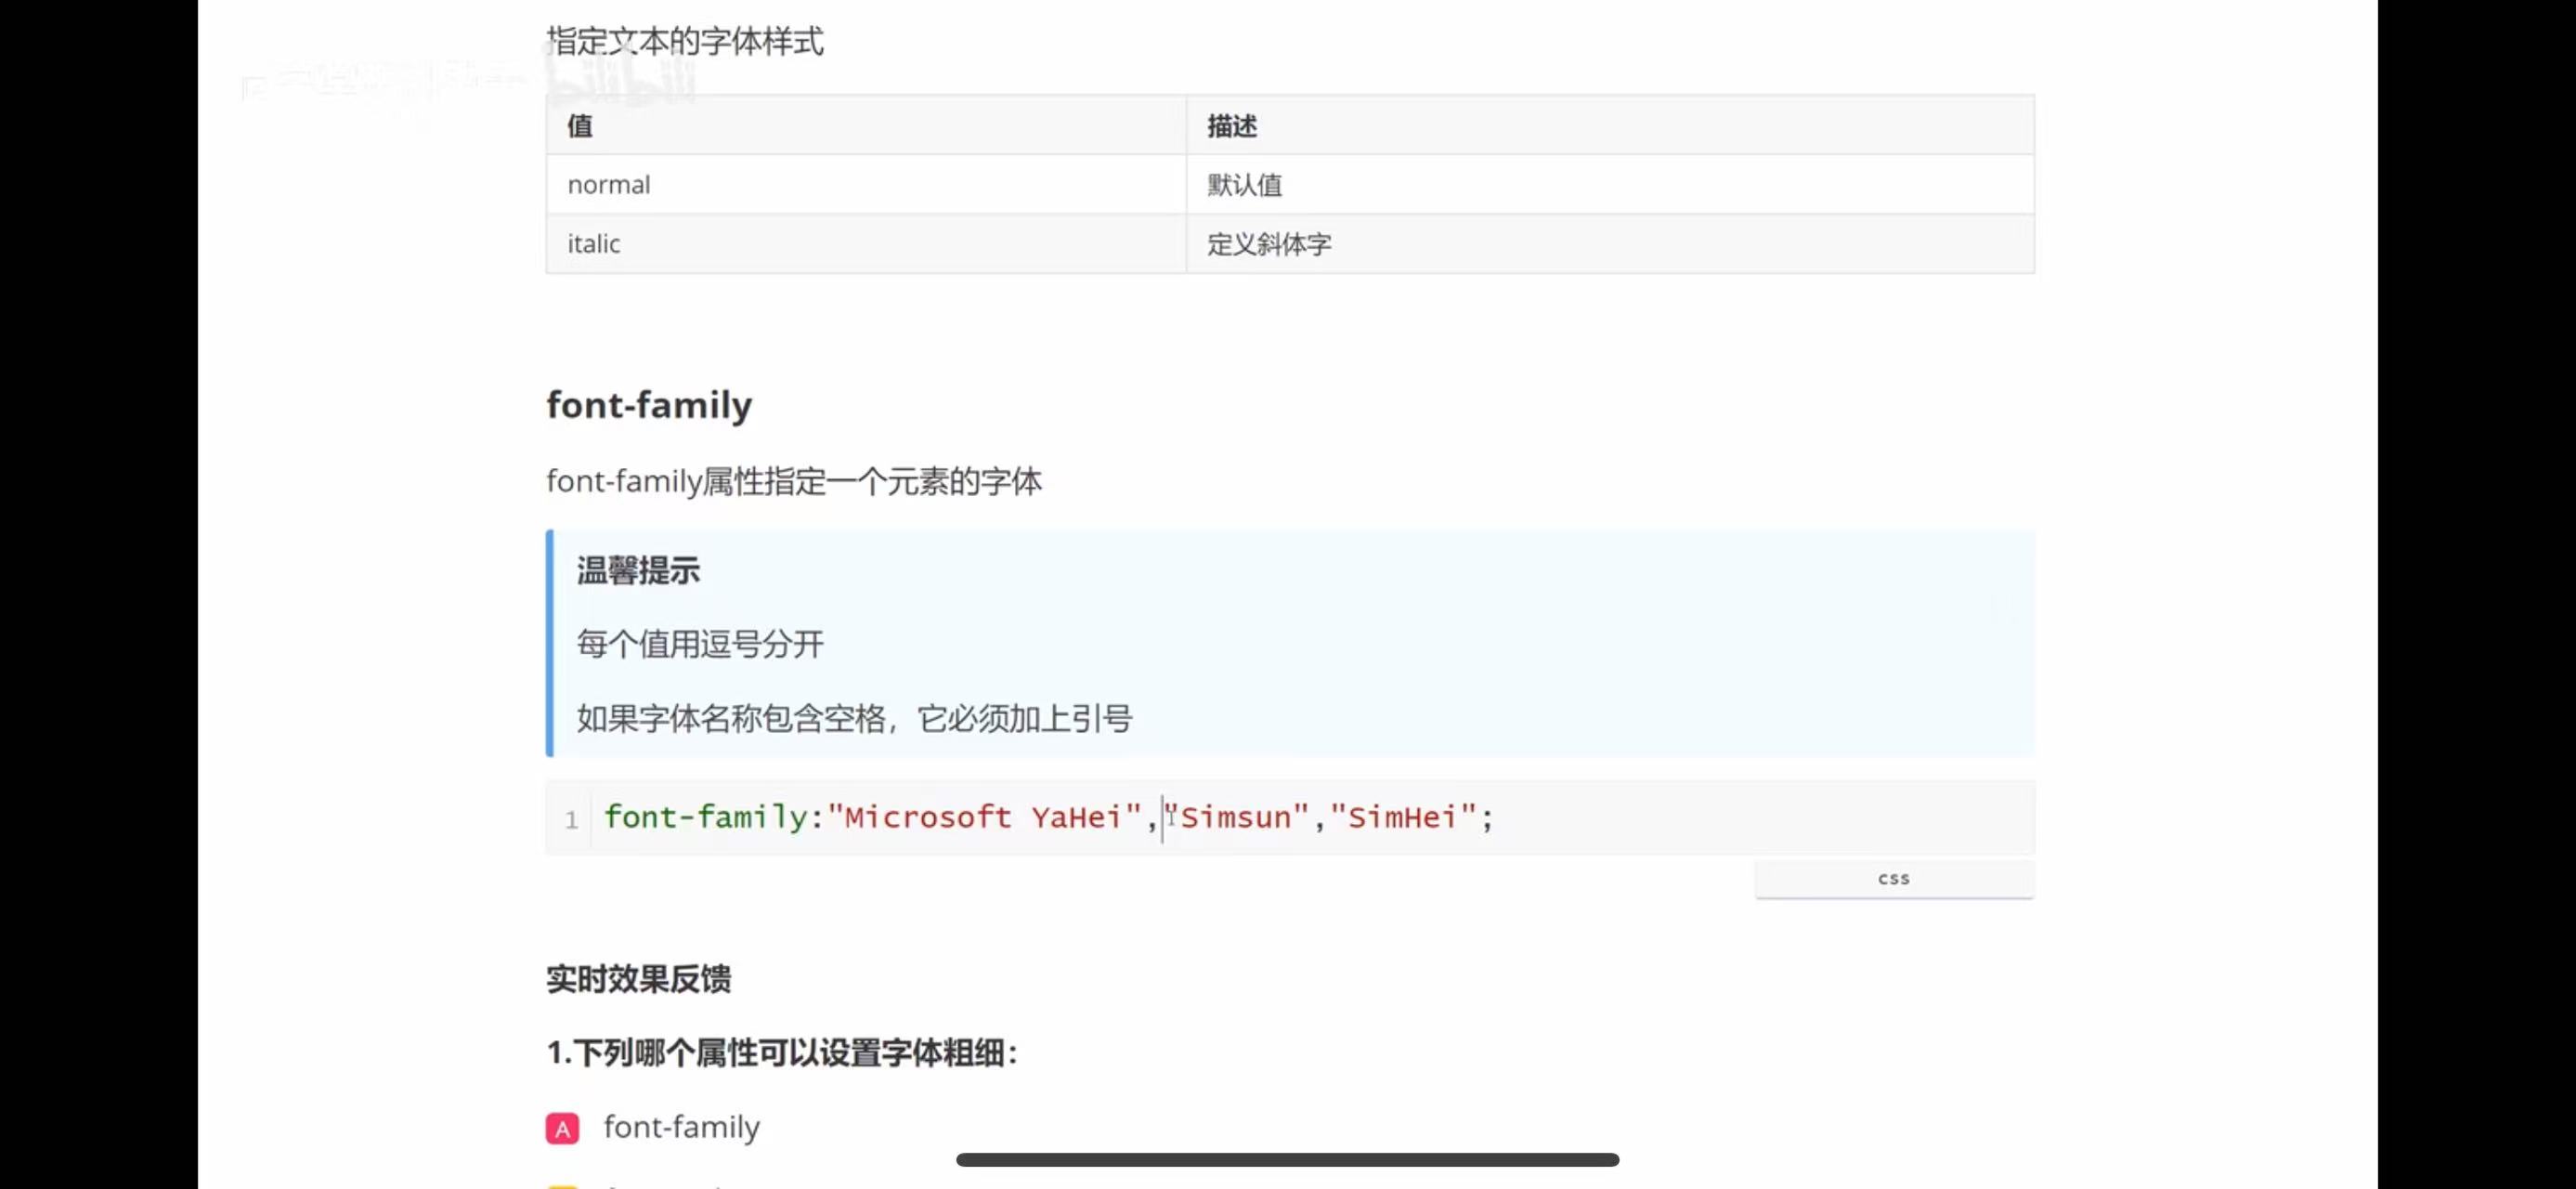 指定文本的字体样式
bilibili
值 描述
normal 默认值
italic 定义斜体字
font-family
font-family属性指定一个元素的字体
温馨提示
每个值用逗号分开
如果字体名称包含空格，它必须加上引号
1 font-family:"Microsoft YaHei","Simsun","SimHei";
css
实时效果反馈
1.下列哪个属性可以设置字体粗细：
A font-family